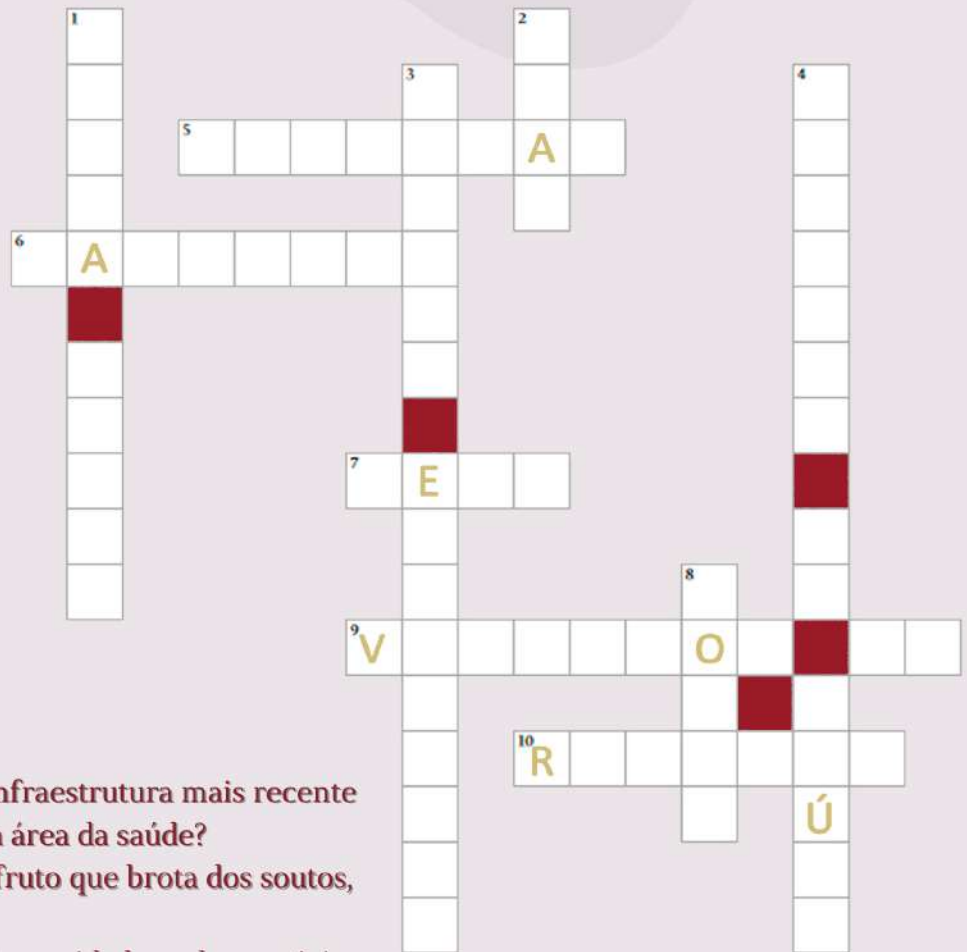 1
2
3
4
5
A
6
A
7
E
8
9
V
O
10
R
Ú
nfraestrutura mais recente
área da saúde?
fruto que brota dos soutos,